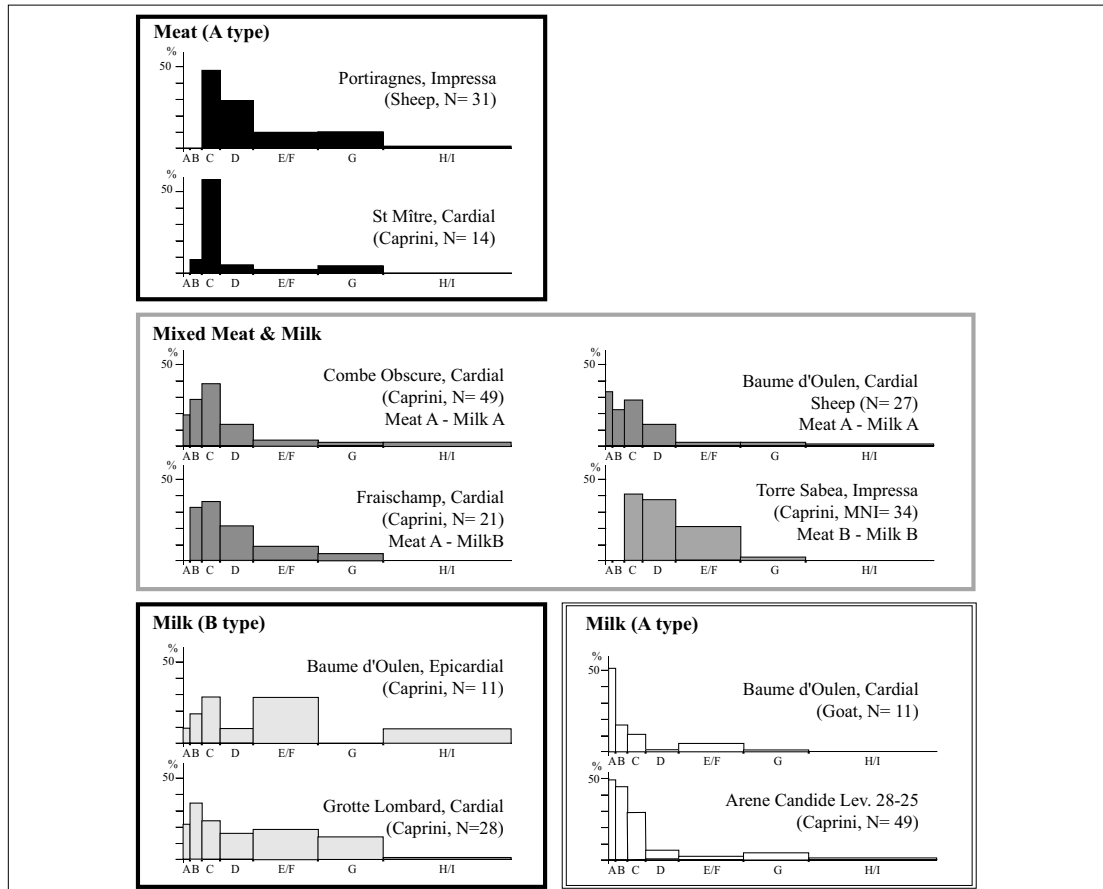 Meat (A type)
%
50
Portiragnes, Impressa
(Sheep, N= 31)
A B C D E/F G H/I
50
St Mître, Cardial
(Caprini, N= 14)
A B C D E/F G H/I
Mixed Meat & Milk
%
50
Combe Obscure, Cardial
(Caprini, N= 49)
Meat A - Milk A
A B C D E/F G H/I
%
50
Fraischamp, Cardial
(Caprini, N= 21)
Meat A - MilkB
A B C D E/F G H/I
%
50
Baume d'Oulen, Cardial
Sheep (N= 27)
Meat A - Milk A
A B C D E/F G H/I
%
50
Torre Sabea, Impressa
(Caprini, MNI= 34)
Meat B - Milk B
A B C D E/F G H/I
Milk (B type)
%
50
Baume d'Oulen, Epicardial
(Caprini, N= 11)
A B C D E/F G H/I
%
50
Grotte Lombard, Cardial
(Caprini, N=28)
A B C D E/F G H/I
Milk (A type)
%
50
Baume d'Oulen, Cardial
(Goat, N= 11)
A B C D E/F G H/I
%
50
Arene Candide Lev. 28-25
(Caprini, N= 49)
A B C D E/F G H/I